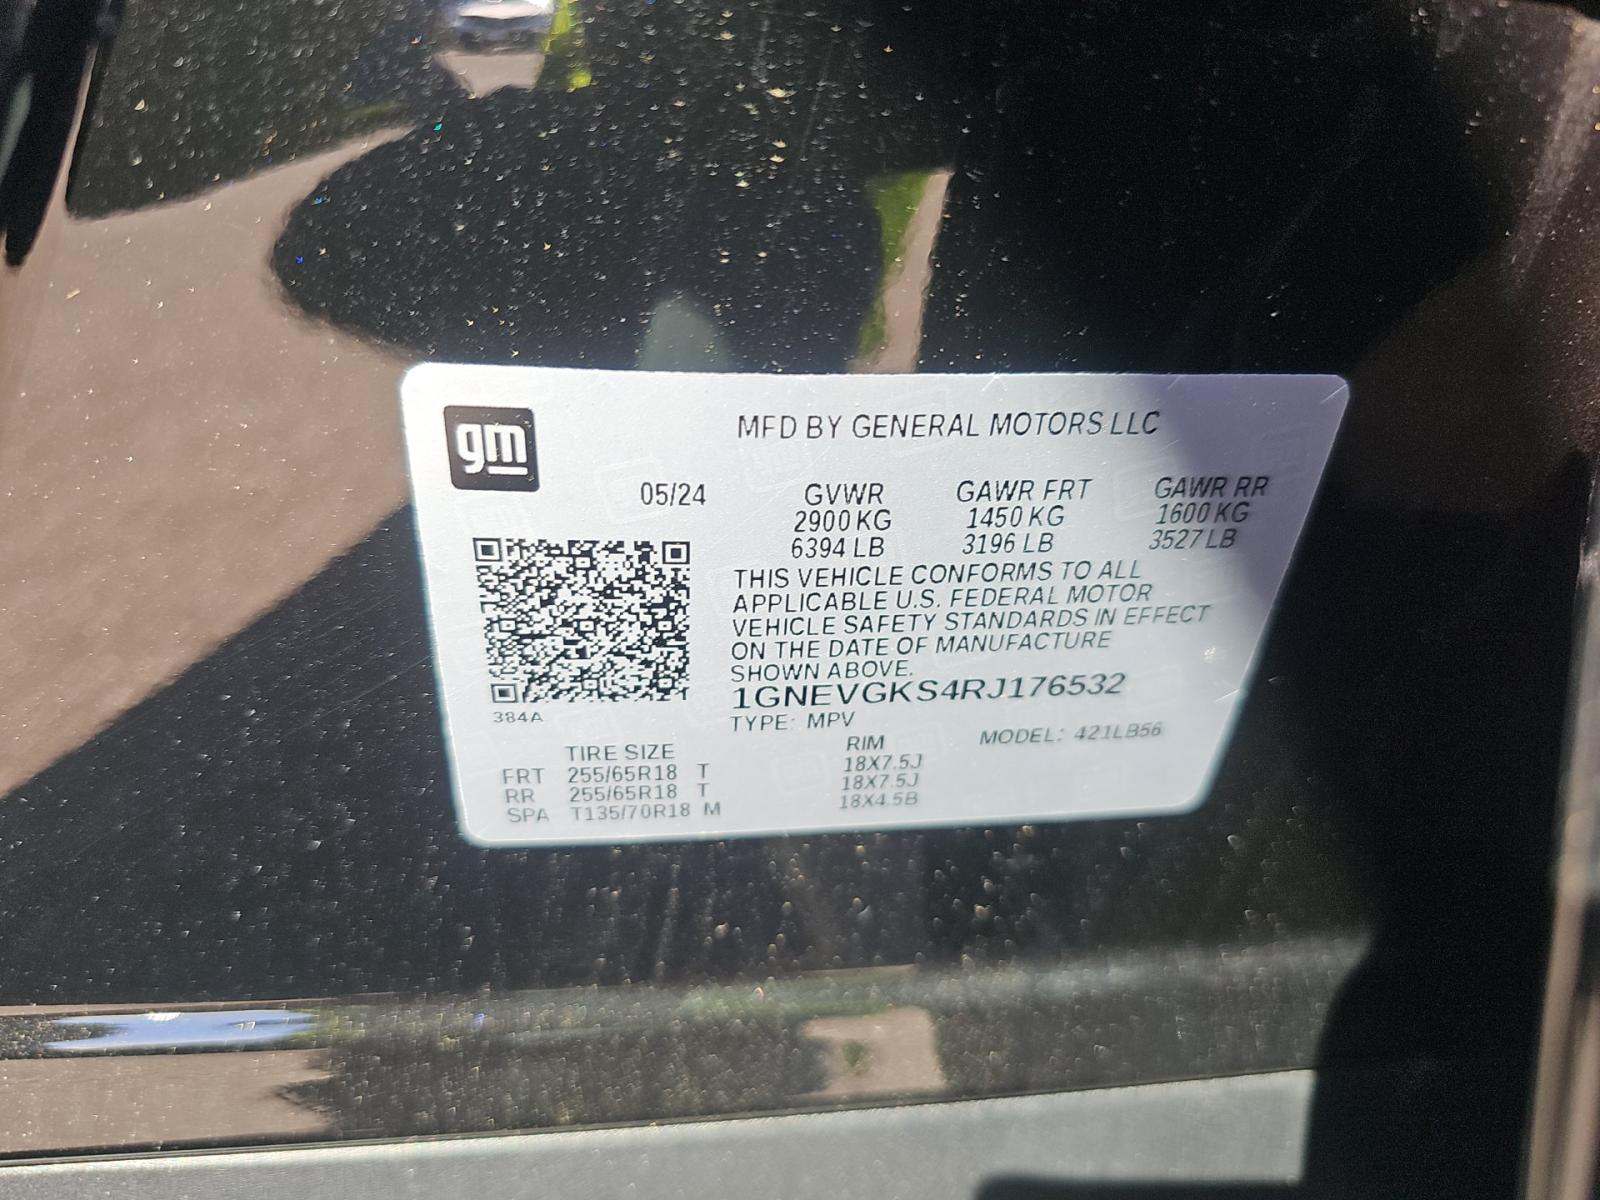 gm
MFD BY GENERAL MOTORS LLC
05/24 GVWR GAWR FRT GAWR RR
2900 KG 1450 KG 1600 KG
6394 LB 3196 LB 3527 LB
THIS VEHICLE CONFORMS TO ALL
APPLICABLE U.S. FEDERAL MOTOR
VEHICLE SAFETY STANDARDS IN EFFECT
ON THE DATE OF MANUFACTURE
SHOWN ABOVE.
1GNEVGKS4RJ176532
384A
TYPE: MPV
MODEL: 421LB56
TIRE SIZE RIM
FRT 255/65R18 T 18X7.5J
RR 255/65R18 T 18X7.5J
SPA T135/70R18 M 18X4.5B